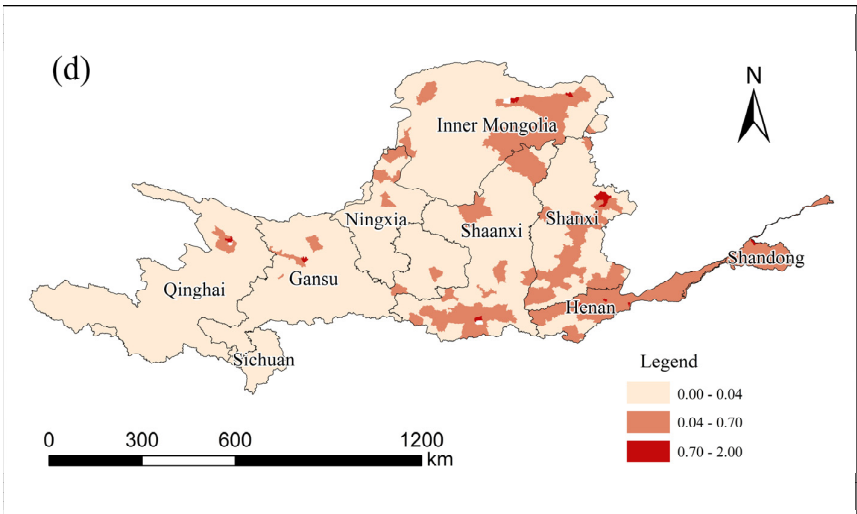 (d)
N
Inner Mongolia
Ningxia
Shaanxi
Shanxi
Shandong
Qinghai
Gansu
Henan
Sichuan
Legend
0.00 - 0.04
0.04 - 0.70
0.70 - 2.00
0 300 600 1200
km